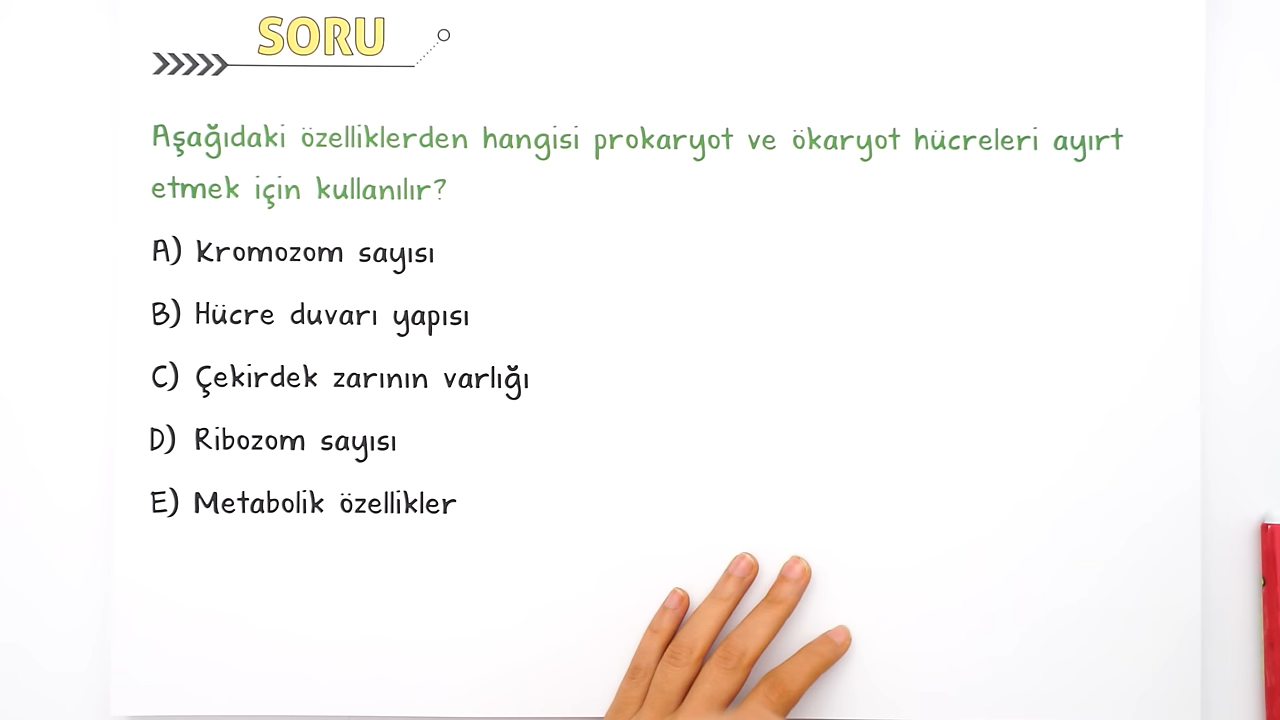 SORU
Aşağıdaki özelliklerden hangisi prokaryot ve ökaryot hücreleri ayırt
etmek için kullanılır?
A) Kromozom sayısı
B) Hücre duvarı yapısı
C) Çekirdek zarının varlığı
D) Ribozom sayısı
E) Metabolik özellikler